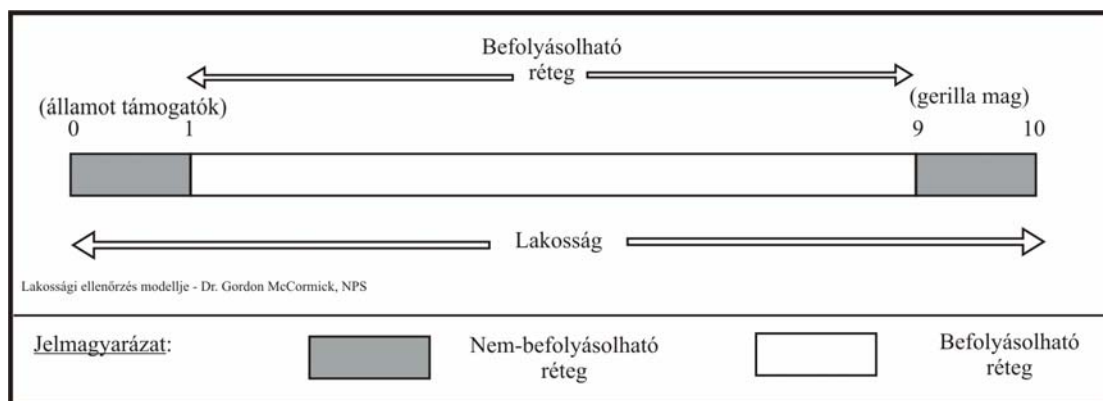 Befolyásolható
réteg
(államot támogatók)
(gerilla mag)
0 1 9 10
Lakosság
Lakossági ellenőrzés modellje - Dr. Gordon McCormick, NPS
Jelmagyarázat:
Nem-befolyásolható
réteg
Befolyásolható
réteg